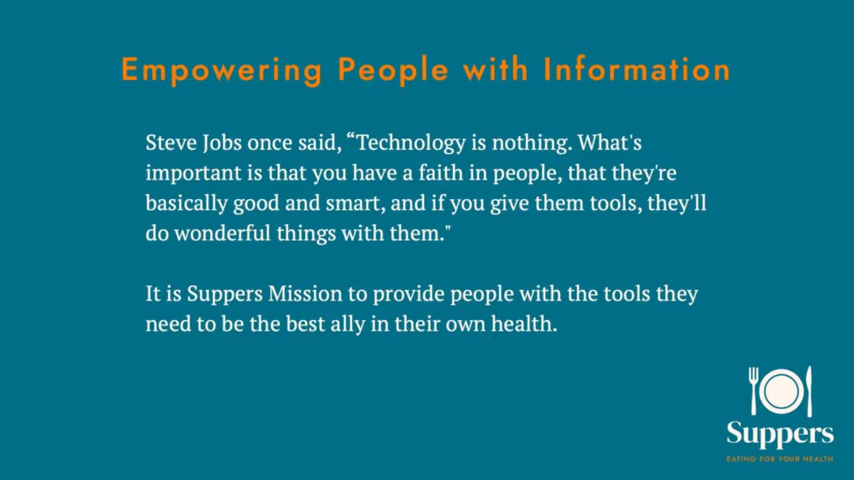 Empowering People with Information
Steve Jobs once said, “Technology is nothing. What's
important is that you have a faith in people, that they're
basically good and smart, and if you give them tools, they'll
do wonderful things with them."
It is Suppers Mission to provide people with the tools they
need to be the best ally in their own health.
Suppers
EATING FOR YOUR HEALTH